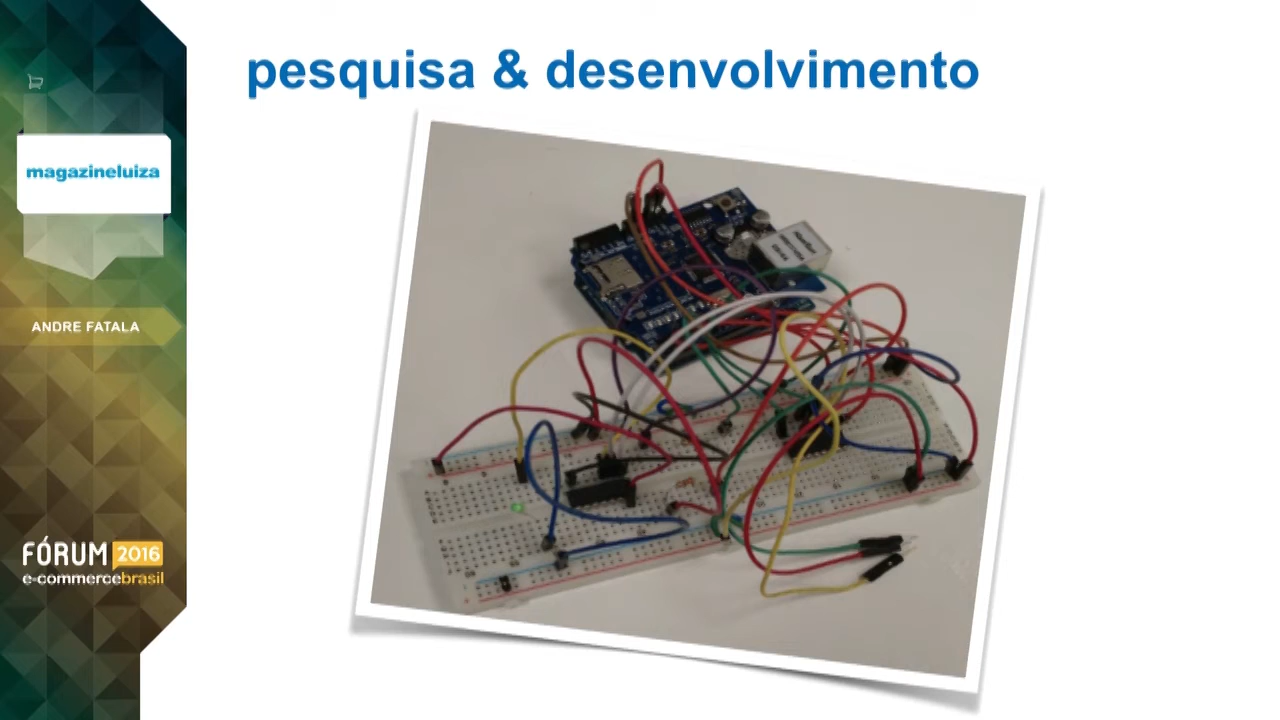 pesquisa & desenvolvimento
magazineluiza
ANDRE FATALA
FÓRUM 2016
e-commercebrasil